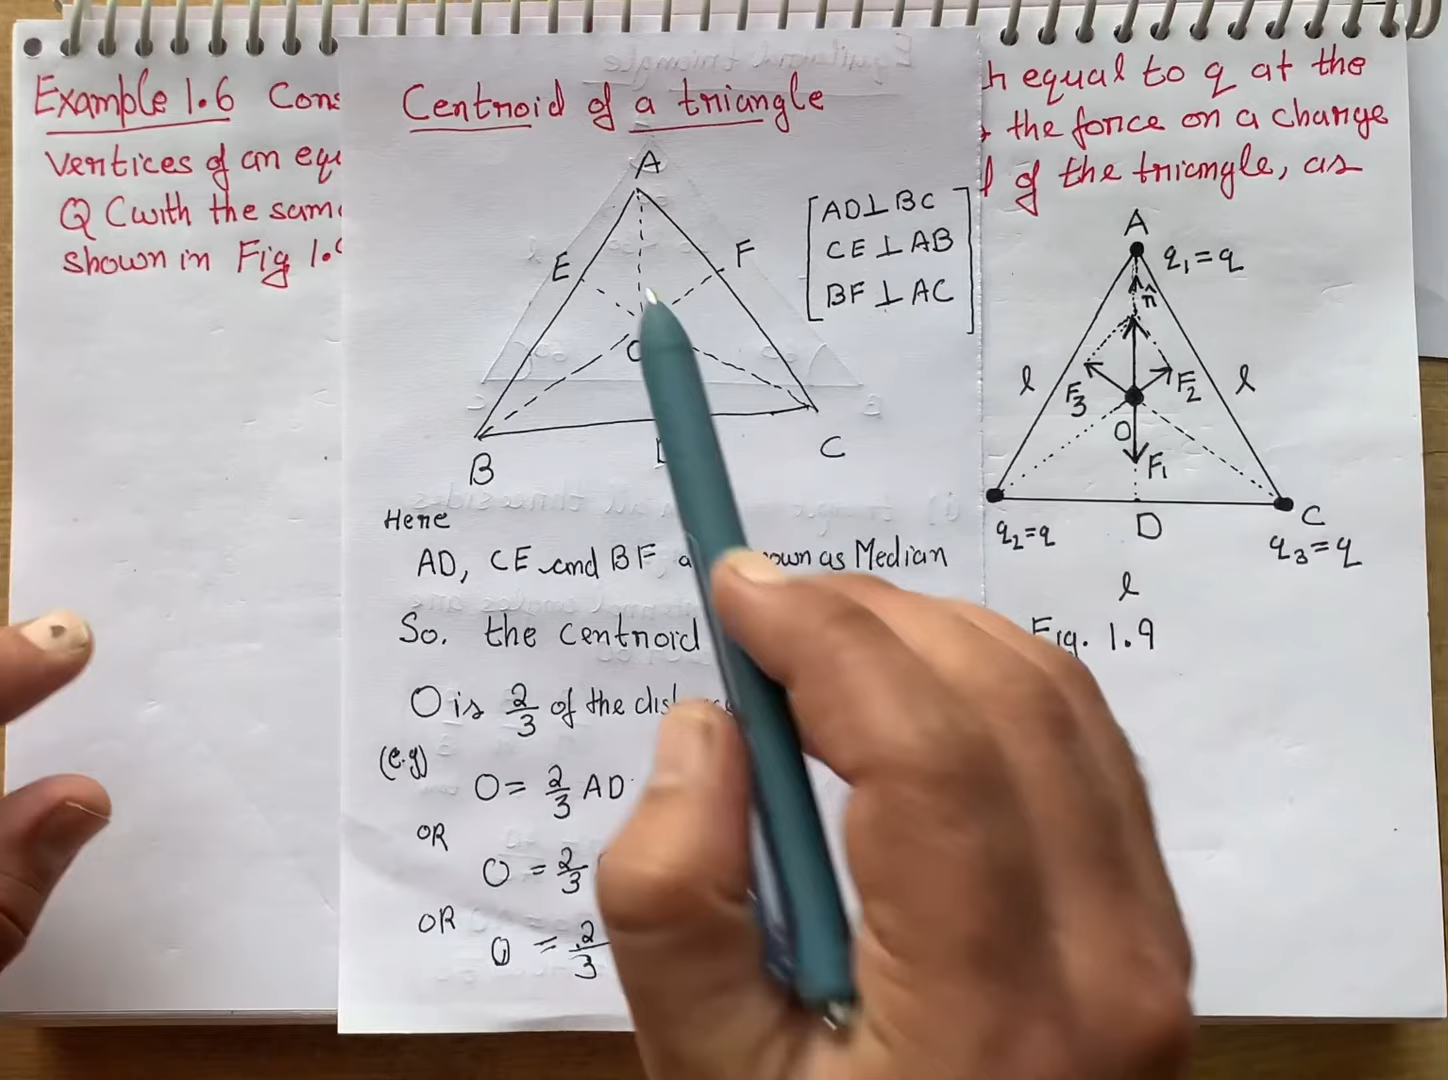 Example 1.6 Cons
vertices of an equ
Q (with the same
shown in Fig 1.9
h equal to q at the
the force on a charge
d of the triangle, as
Centroid of a triangle
A
E
F
O
B
C
AD⊥BC
CE⊥AB
BF⊥AC
Here
AD, CE and BF, known as Median
So. the centroid
O is 2/3 of the
(e.g) O = 2/3 AD
OR
O = 2/3
OR
O = 2/3
A
q₁=q
n̂
l
l
F₃
F₂
O
F₁
q₂=q
D
C
q₃=q
l
Fig. 1.9